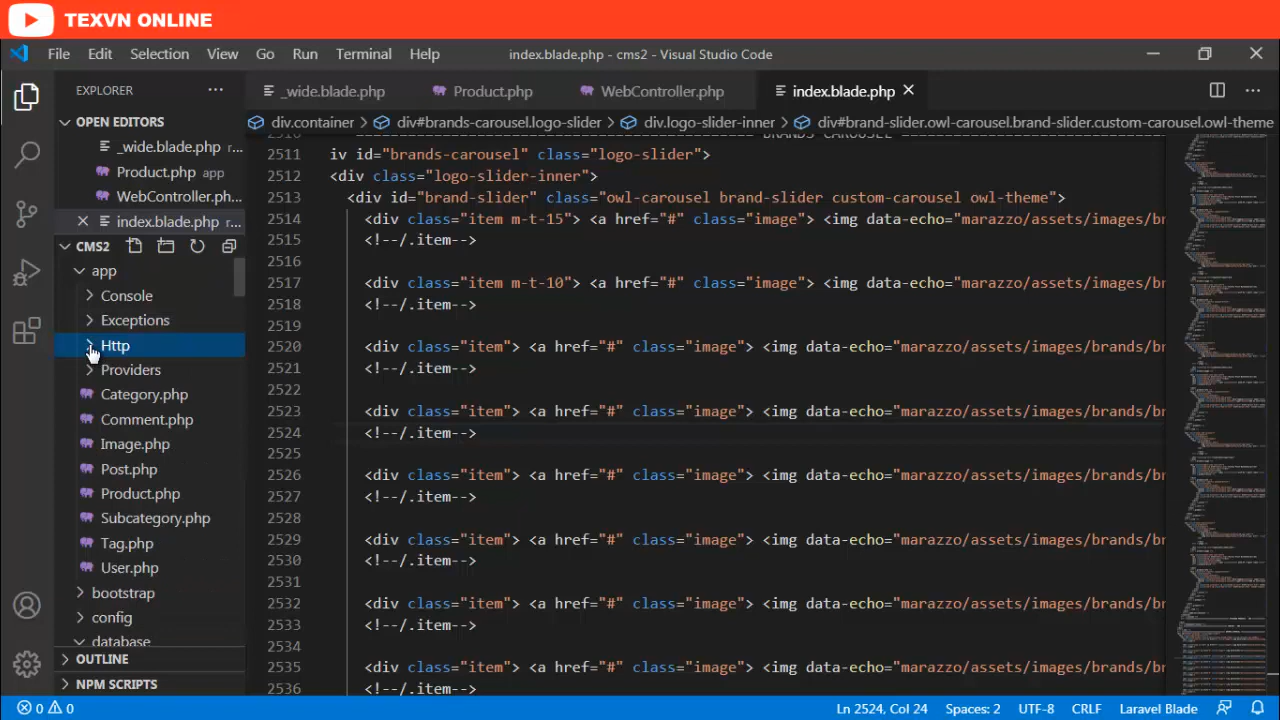 TEXVN ONLINE
File Edit Selection View Go Run Terminal Help index.blade.php - cms2 - Visual Studio Code
EXPLORER ··· _wide.blade.php Product.php WebController.php index.blade.php ···
OPEN EDITORS div.container > div#brands-carousel.logo-slider > div.logo-slider-inner > div#brand-slider.owl-carousel.brand-slider.custom-carousel.owl-theme
_wide.blade.php r...
Product.php app
WebController.ph...
index.blade.php r...
CMS2
app
Console
Exceptions
Http
Providers
Category.php
Comment.php
Image.php
Post.php
Product.php
Subcategory.php
Tag.php
User.php
bootstrap
config
database
OUTLINE
NPM SCRIPTS
2511 iv id="brands-carousel" class="logo-slider">
2512 <div class="logo-slider-inner">
2513 <div id="brand-slider" class="owl-carousel brand-slider custom-carousel owl-theme">
2514 <div class="item m-t-15"> <a href="#" class="image"> <img data-echo="marazzo/assets/images/br
2515 <!--/.item-->
2516
2517 <div class="item m-t-10"> <a href="#" class="image"> <img data-echo="marazzo/assets/images/br
2518 <!--/.item-->
2519
2520 <div class="item"> <a href="#" class="image"> <img data-echo="marazzo/assets/images/brands/br
2521 <!--/.item-->
2522
2523 <div class="item"> <a href="#" class="image"> <img data-echo="marazzo/assets/images/brands/br
2524 <!--/.item-->
2525
2526 <div class="item"> <a href="#" class="image"> <img data-echo="marazzo/assets/images/brands/br
2527 <!--/.item-->
2528
2529 <div class="item"> <a href="#" class="image"> <img data-echo="marazzo/assets/images/brands/br
2530 <!--/.item-->
2531
2532 <div class="item"> <a href="#" class="image"> <img data-echo="marazzo/assets/images/brands/br
2533 <!--/.item-->
2534
2535 <div class="item"> <a href="#" class="image"> <img data-echo="marazzo/assets/images/brands/br
2536 <!--/.item-->
0 0 Ln 2524, Col 24 Spaces: 2 UTF-8 CRLF Laravel Blade